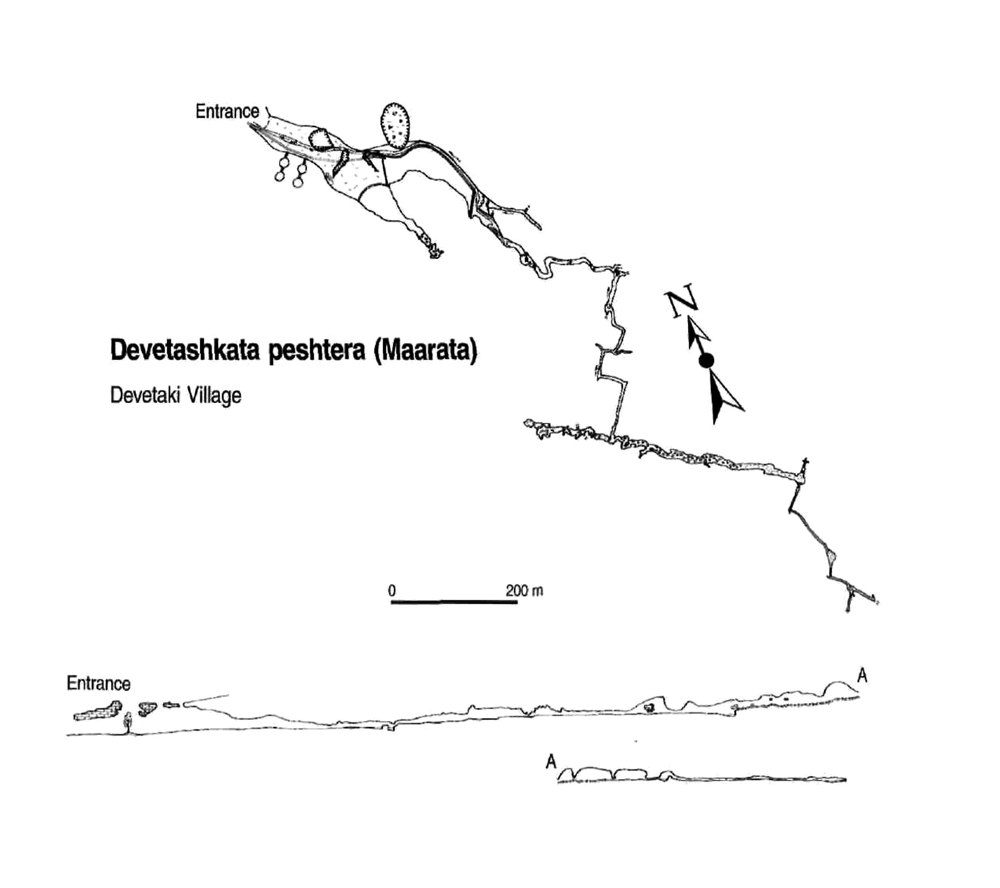 Entrance
N
Devetashkata peshtera (Maarata)
Devetaki Village
0 200 m
Entrance
A
A